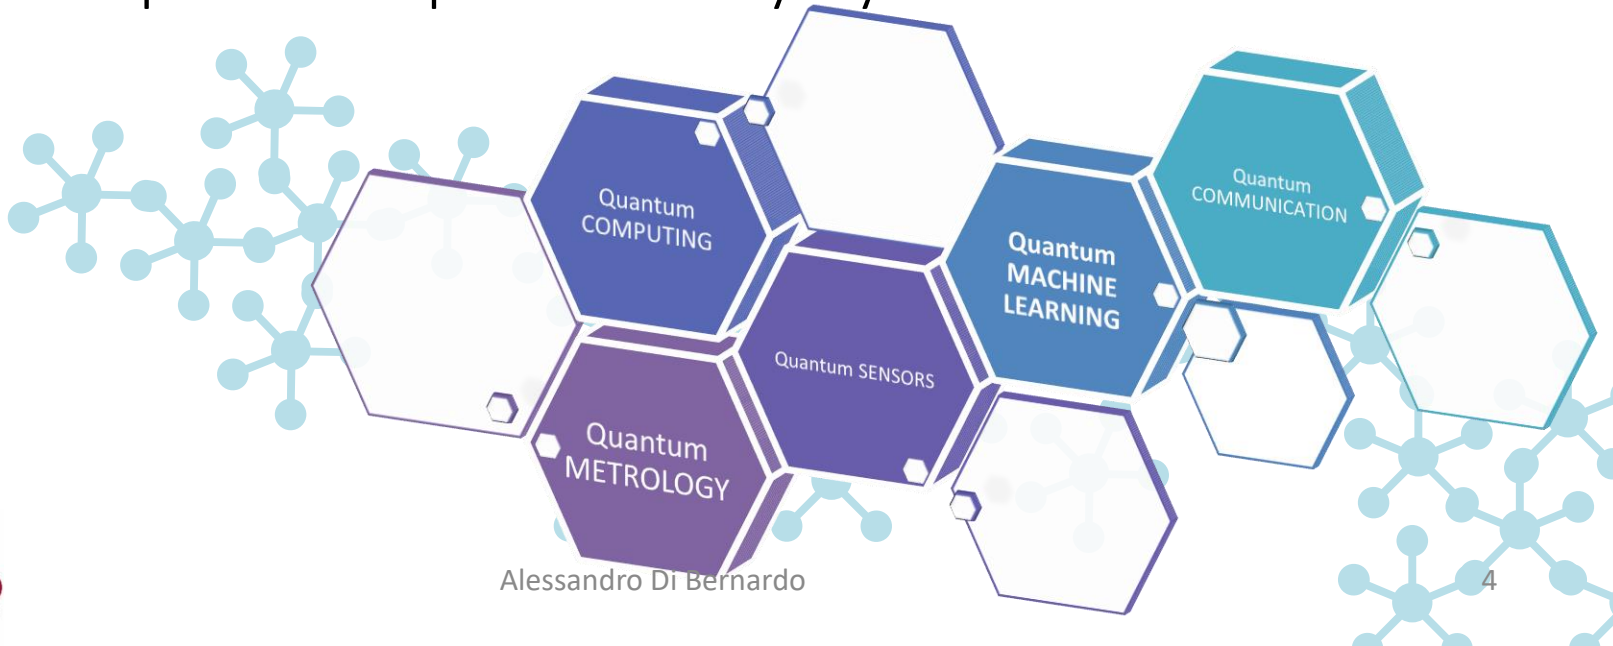 Quantum
COMPUTING
Quantum
COMMUNICATION
Quantum
MACHINE
LEARNING
Quantum SENSORS
Quantum
METROLOGY
Alessandro Di Bernardo
4